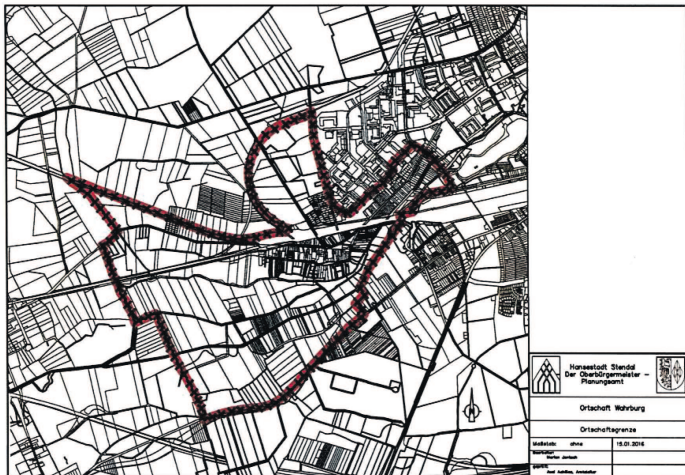 Hansestadt Stendal
Der Oberbürgermeister –
Planungsamt
Ortschaft Wahrburg
Ortschaftsgrenze
Maßstab: ohne 15.01.2016